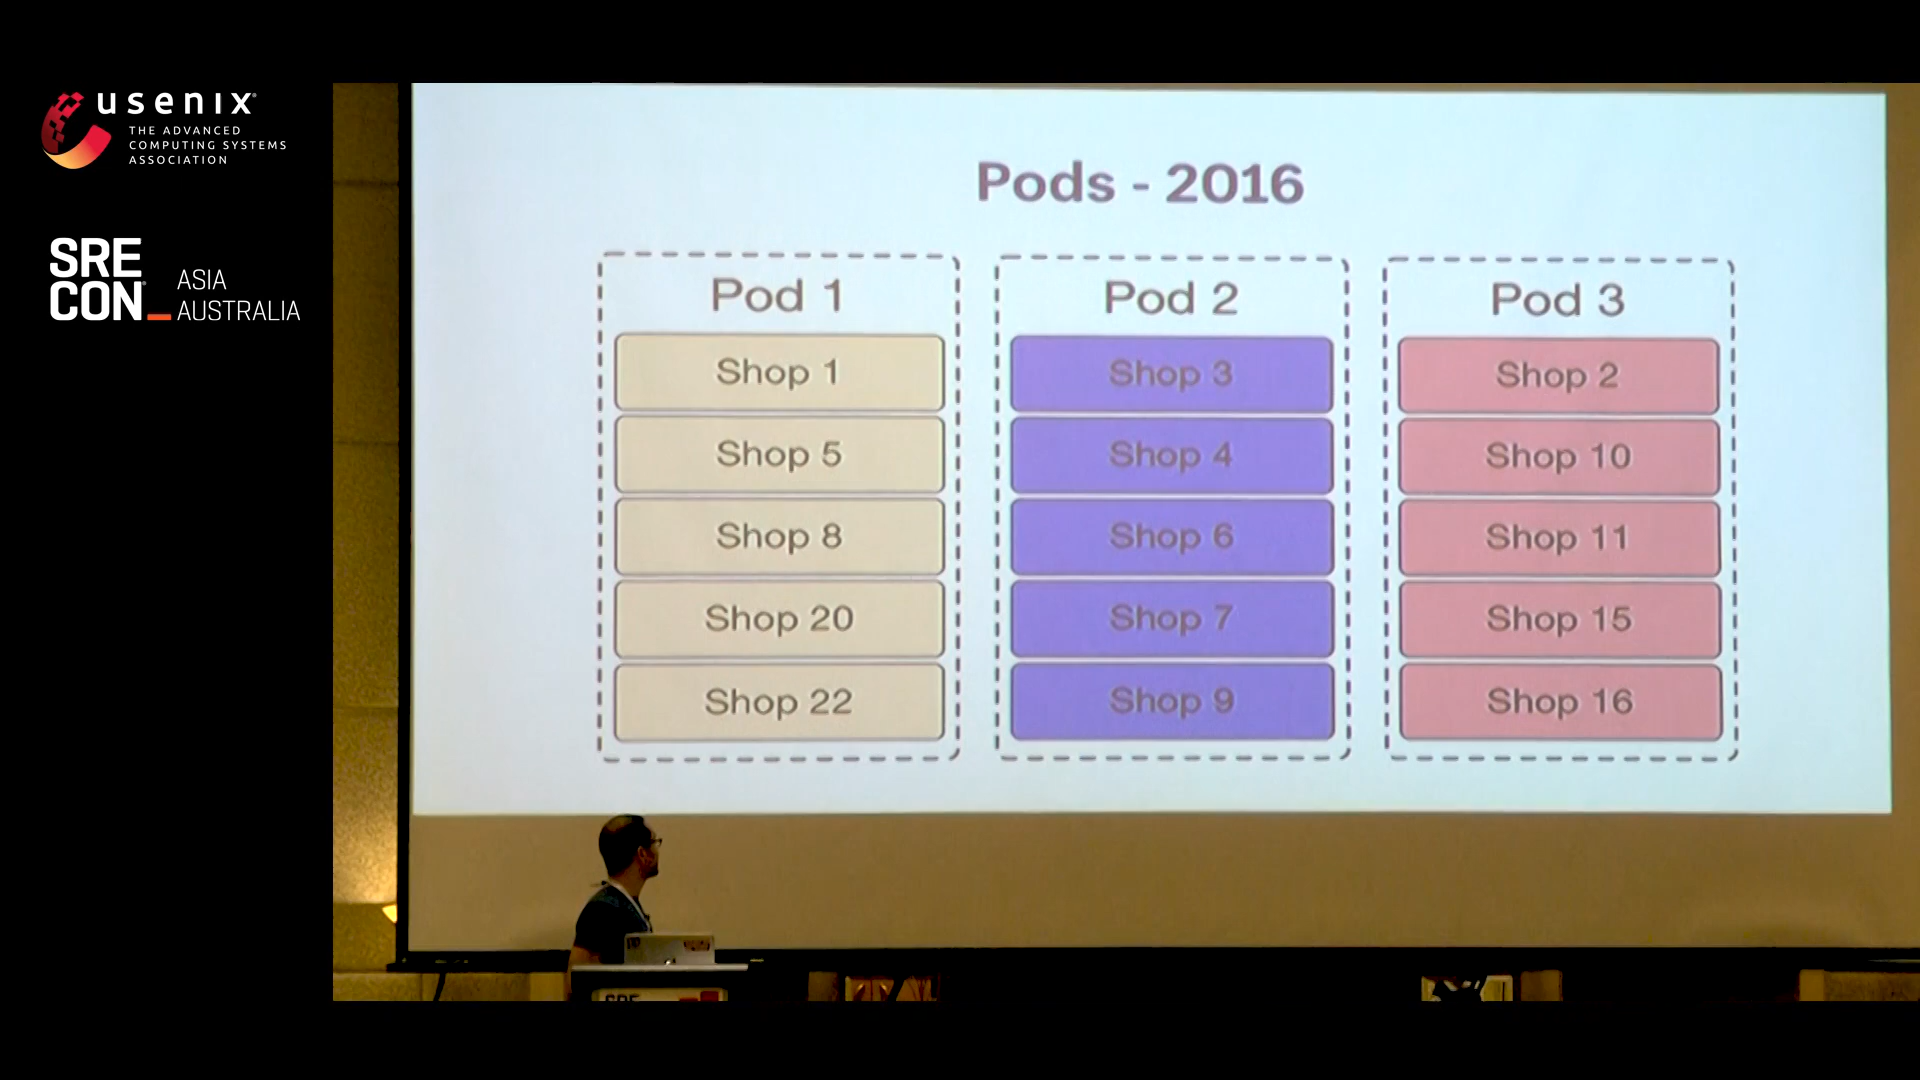 usenix
THE ADVANCED
COMPUTING SYSTEMS
ASSOCIATION
SRE
CON
ASIA
AUSTRALIA
Pods - 2016
Pod 1
Shop 1
Shop 5
Shop 8
Shop 20
Shop 22
Pod 2
Shop 3
Shop 4
Shop 6
Shop 7
Shop 9
Pod 3
Shop 2
Shop 10
Shop 11
Shop 15
Shop 16